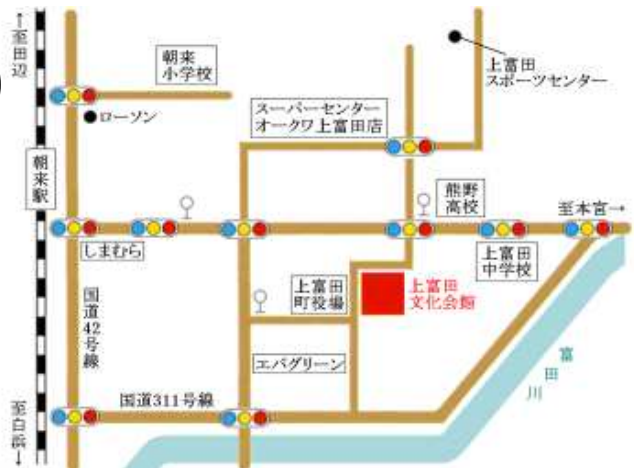 ←至田辺
朝来
小学校
上富田
スポーツセンター
ローソン
スーパーセンター
オークワ上富田店
朝来駅
熊野
高校
至本宮→
しまむら
上富田
中学校
国道42号線
上富田
町役場
上富田
文化会館
エバグリーン
富田川
国道311号線
至白浜→